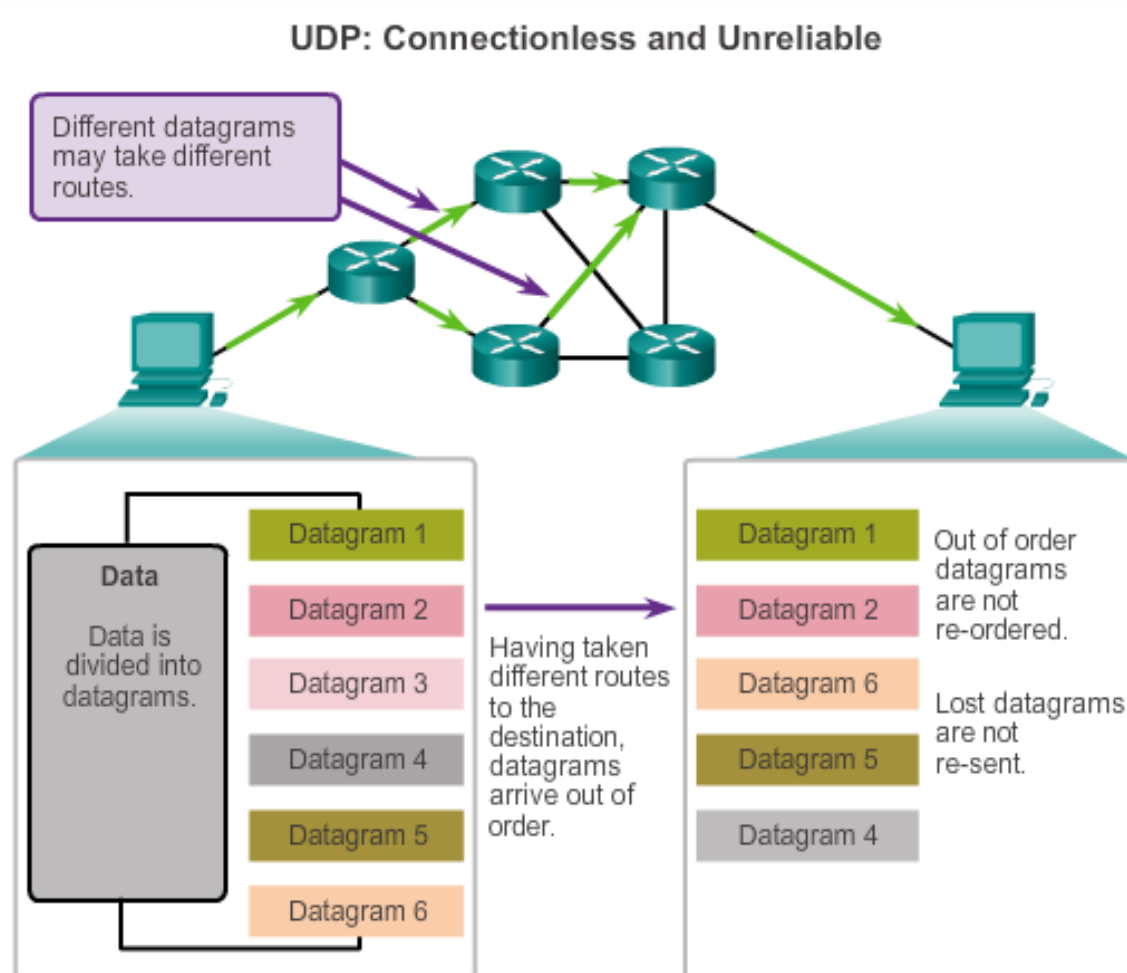 UDP: Connectionless and Unreliable
Different datagrams
may take different
routes.
Data
Data is
divided into
datagrams.
Datagram 1
Datagram 2
Datagram 3
Datagram 4
Datagram 5
Datagram 6
Having taken
different routes
to the
destination,
datagrams
arrive out of
order.
Datagram 1
Datagram 2
Datagram 6
Datagram 5
Datagram 4
Out of order
datagrams
are not
re-ordered.
Lost datagrams
are not
re-sent.